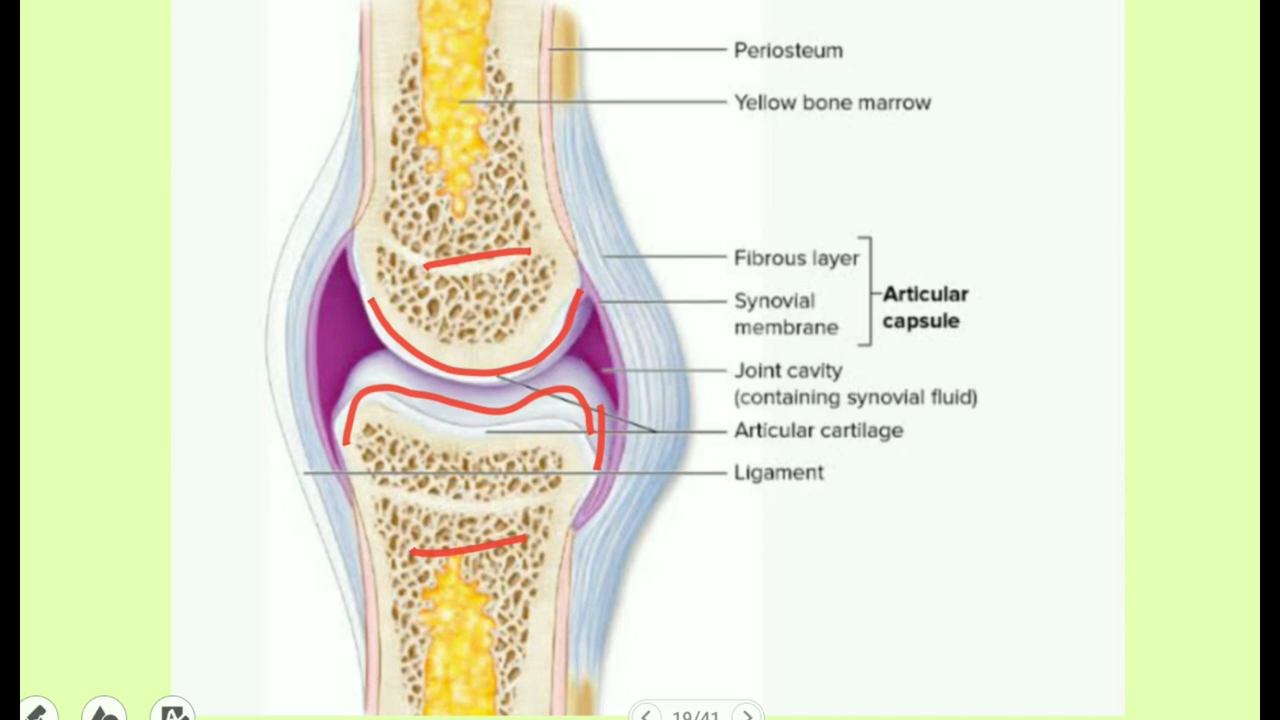 Periosteum
Yellow bone marrow
Fibrous layer
Synovial
membrane
Articular
capsule
Joint cavity
(containing synovial fluid)
Articular cartilage
Ligament
19/41